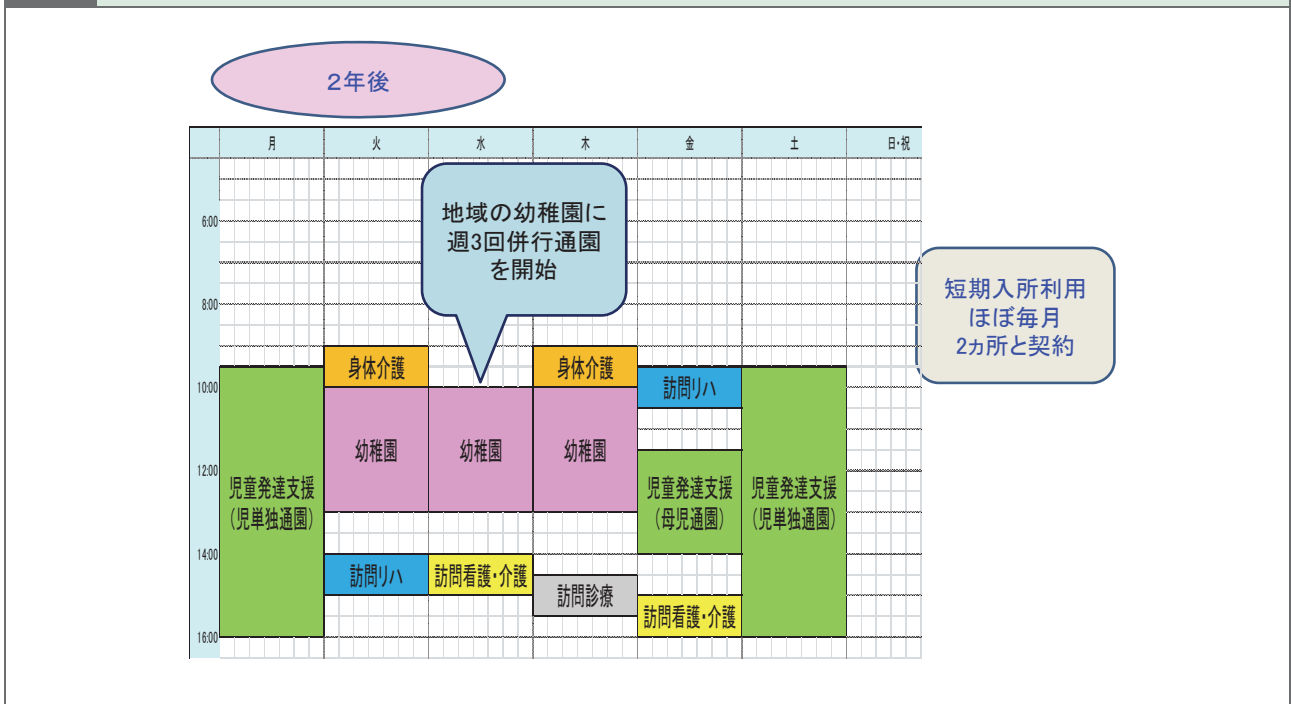 2年後
月 火 水 木 金 土 日・祝
地域の幼稚園に
週3回併行通園
を開始
6:00
8:00
短期入所利用
ほぼ毎月
2ヵ所と契約
身体介護 身体介護
10:00
訪問リハ
幼稚園 幼稚園 幼稚園
12:00
児童発達支援
(児単独通園)
児童発達支援
(母児通園)
児童発達支援
(児単独通園)
14:00
訪問リハ 訪問看護・介護
訪問診療
訪問看護・介護
16:00